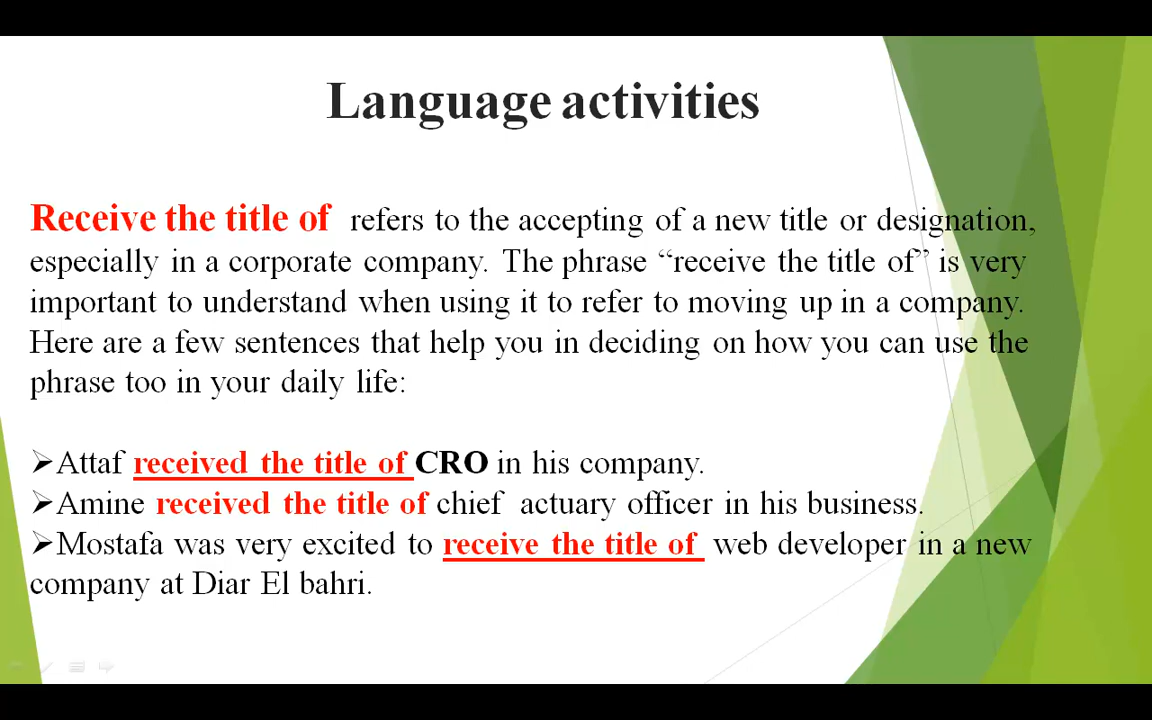 Language activities
Receive the title of refers to the accepting of a new title or designation,
especially in a corporate company. The phrase “receive the title of” is very
important to understand when using it to refer to moving up in a company.
Here are a few sentences that help you in deciding on how you can use the
phrase too in your daily life:
➢Attaf received the title of CRO in his company.
➢Amine received the title of chief actuary officer in his business.
➢Mostafa was very excited to receive the title of web developer in a new
company at Diar El bahri.